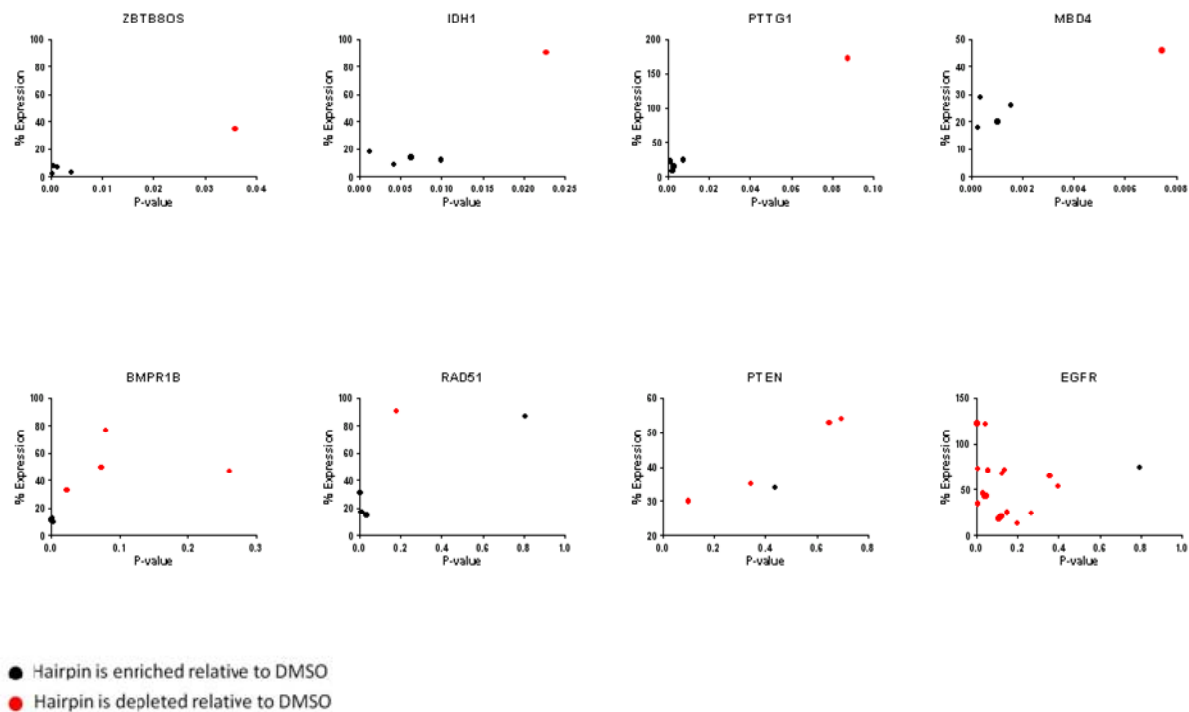 ZBTB8OS IDH1 PTTG1 MBD4
100 100 200 50
80 80 150 40
60 60 100 30
40 40 50 20
20 20 0 10
0 0 0
% Expression % Expression % Expression % Expression
0.00 0.01 0.02 0.03 0.04 0.000 0.005 0.010 0.015 0.020 0.025 0.00 0.02 0.04 0.06 0.08 0.10 0.000 0.002 0.004 0.006 0.008
P-value P-value P-value P-value
BMPR1B RAD51 PTEN EGFR
100 100 60 150
80 80 50 100
60 60 40 50
40 40 30 0
20 20 20
0 0
% Expression % Expression % Expression % Expression
0.0 0.1 0.2 0.3 0.0 0.2 0.4 0.6 0.8 1.0 0.0 0.2 0.4 0.6 0.8 0.0 0.2 0.4 0.6 0.8 1.0
P-value P-value P-value P-value
Hairpin is enriched relative to DMSO
Hairpin is depleted relative to DMSO